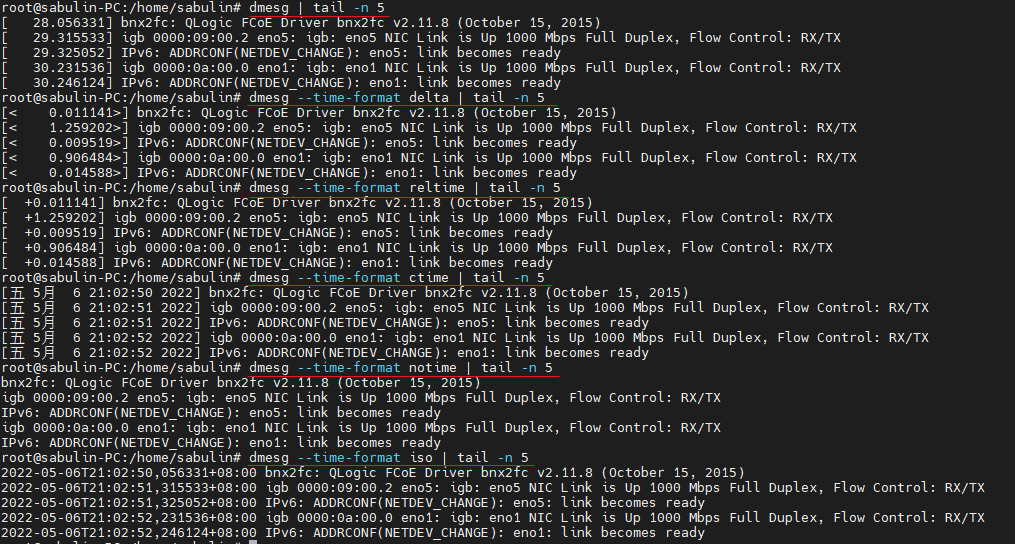 root@sabulin-PC:/home/sabulin# dmesg | tail -n 5
[   28.056331] bnx2fc: QLogic FCoE Driver bnx2fc v2.11.8 (October 15, 2015)
[   29.315533] igb 0000:09:00.2 eno5: igb: eno5 NIC Link is Up 1000 Mbps Full Duplex, Flow Control: RX/TX
[   29.325052] IPv6: ADDRCONF(NETDEV_CHANGE): eno5: link becomes ready
[   30.231536] igb 0000:0a:00.0 eno1: igb: eno1 NIC Link is Up 1000 Mbps Full Duplex, Flow Control: RX/TX
[   30.246124] IPv6: ADDRCONF(NETDEV_CHANGE): eno1: link becomes ready
root@sabulin-PC:/home/sabulin# dmesg --time-format delta | tail -n 5
[<    0.011141>] bnx2fc: QLogic FCoE Driver bnx2fc v2.11.8 (October 15, 2015)
[<    1.259202>] igb 0000:09:00.2 eno5: igb: eno5 NIC Link is Up 1000 Mbps Full Duplex, Flow Control: RX/TX
[<    0.009519>] IPv6: ADDRCONF(NETDEV_CHANGE): eno5: link becomes ready
[<    0.906484>] igb 0000:0a:00.0 eno1: igb: eno1 NIC Link is Up 1000 Mbps Full Duplex, Flow Control: RX/TX
[<    0.014588>] IPv6: ADDRCONF(NETDEV_CHANGE): eno1: link becomes ready
root@sabulin-PC:/home/sabulin# dmesg --time-format reltime | tail -n 5
[  +0.011141] bnx2fc: QLogic FCoE Driver bnx2fc v2.11.8 (October 15, 2015)
[  +1.259202] igb 0000:09:00.2 eno5: igb: eno5 NIC Link is Up 1000 Mbps Full Duplex, Flow Control: RX/TX
[  +0.009519] IPv6: ADDRCONF(NETDEV_CHANGE): eno5: link becomes ready
[  +0.906484] igb 0000:0a:00.0 eno1: igb: eno1 NIC Link is Up 1000 Mbps Full Duplex, Flow Control: RX/TX
[  +0.014588] IPv6: ADDRCONF(NETDEV_CHANGE): eno1: link becomes ready
root@sabulin-PC:/home/sabulin# dmesg --time-format ctime | tail -n 5
[五 5月  6 21:02:50 2022] bnx2fc: QLogic FCoE Driver bnx2fc v2.11.8 (October 15, 2015)
[五 5月  6 21:02:51 2022] igb 0000:09:00.2 eno5: igb: eno5 NIC Link is Up 1000 Mbps Full Duplex, Flow Control: RX/TX
[五 5月  6 21:02:51 2022] IPv6: ADDRCONF(NETDEV_CHANGE): eno5: link becomes ready
[五 5月  6 21:02:52 2022] igb 0000:0a:00.0 eno1: igb: eno1 NIC Link is Up 1000 Mbps Full Duplex, Flow Control: RX/TX
[五 5月  6 21:02:52 2022] IPv6: ADDRCONF(NETDEV_CHANGE): eno1: link becomes ready
root@sabulin-PC:/home/sabulin# dmesg --time-format notime | tail -n 5
bnx2fc: QLogic FCoE Driver bnx2fc v2.11.8 (October 15, 2015)
igb 0000:09:00.2 eno5: igb: eno5 NIC Link is Up 1000 Mbps Full Duplex, Flow Control: RX/TX
IPv6: ADDRCONF(NETDEV_CHANGE): eno5: link becomes ready
igb 0000:0a:00.0 eno1: igb: eno1 NIC Link is Up 1000 Mbps Full Duplex, Flow Control: RX/TX
IPv6: ADDRCONF(NETDEV_CHANGE): eno1: link becomes ready
root@sabulin-PC:/home/sabulin# dmesg --time-format iso | tail -n 5
2022-05-06T21:02:50,056331+08:00 bnx2fc: QLogic FCoE Driver bnx2fc v2.11.8 (October 15, 2015)
2022-05-06T21:02:51,315533+08:00 igb 0000:09:00.2 eno5: igb: eno5 NIC Link is Up 1000 Mbps Full Duplex, Flow Control: RX/TX
2022-05-06T21:02:51,325052+08:00 IPv6: ADDRCONF(NETDEV_CHANGE): eno5: link becomes ready
2022-05-06T21:02:52,231536+08:00 igb 0000:0a:00.0 eno1: igb: eno1 NIC Link is Up 1000 Mbps Full Duplex, Flow Control: RX/TX
2022-05-06T21:02:52,246124+08:00 IPv6: ADDRCONF(NETDEV_CHANGE): eno1: link becomes ready
root@sabulin-PC:/home/sabulin#